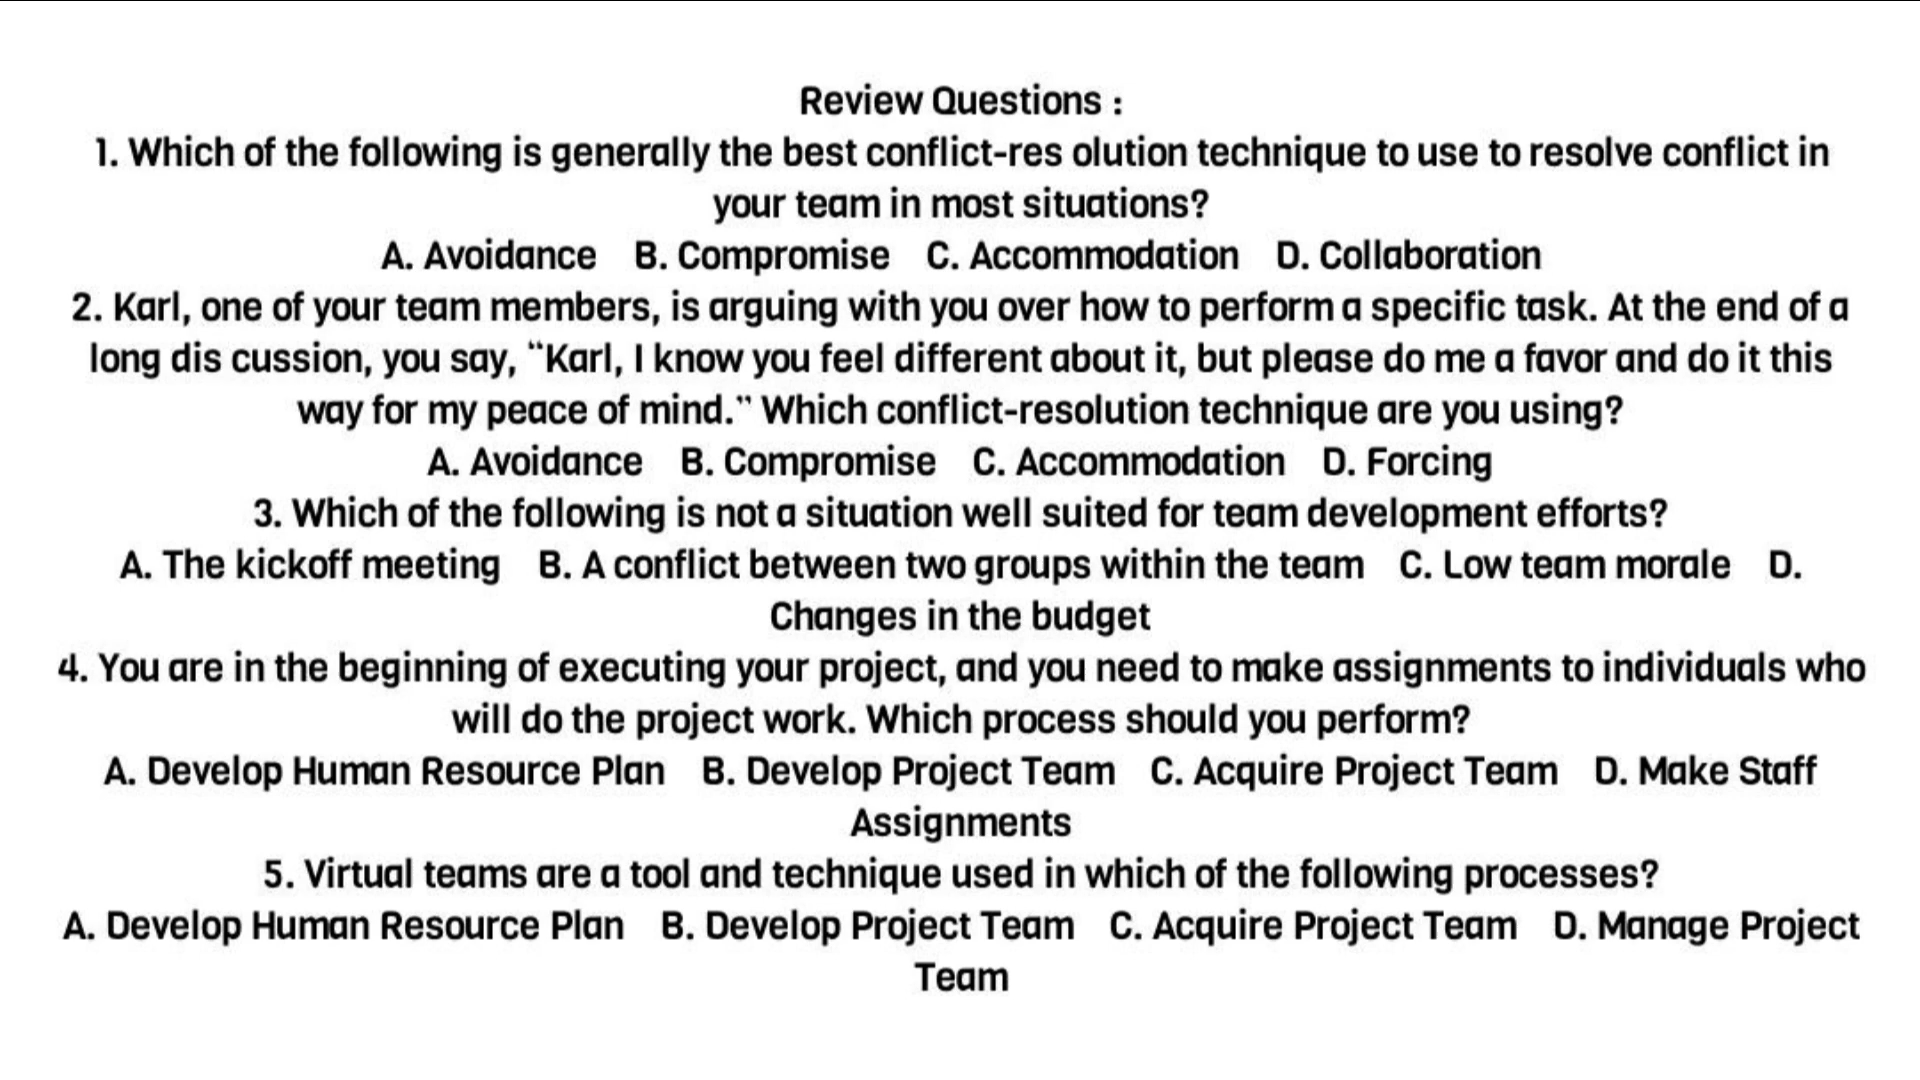 Review Questions :
1. Which of the following is generally the best conflict-res olution technique to use to resolve conflict in
your team in most situations?
A. Avoidance B. Compromise C. Accommodation D. Collaboration
2. Karl, one of your team members, is arguing with you over how to perform a specific task. At the end of a
long dis cussion, you say, “Karl, I know you feel different about it, but please do me a favor and do it this
way for my peace of mind.” Which conflict-resolution technique are you using?
A. Avoidance B. Compromise C. Accommodation D. Forcing
3. Which of the following is not a situation well suited for team development efforts?
A. The kickoff meeting B. A conflict between two groups within the team C. Low team morale D.
Changes in the budget
4. You are in the beginning of executing your project, and you need to make assignments to individuals who
will do the project work. Which process should you perform?
A. Develop Human Resource Plan B. Develop Project Team C. Acquire Project Team D. Make Staff
Assignments
5. Virtual teams are a tool and technique used in which of the following processes?
A. Develop Human Resource Plan B. Develop Project Team C. Acquire Project Team D. Manage Project
Team